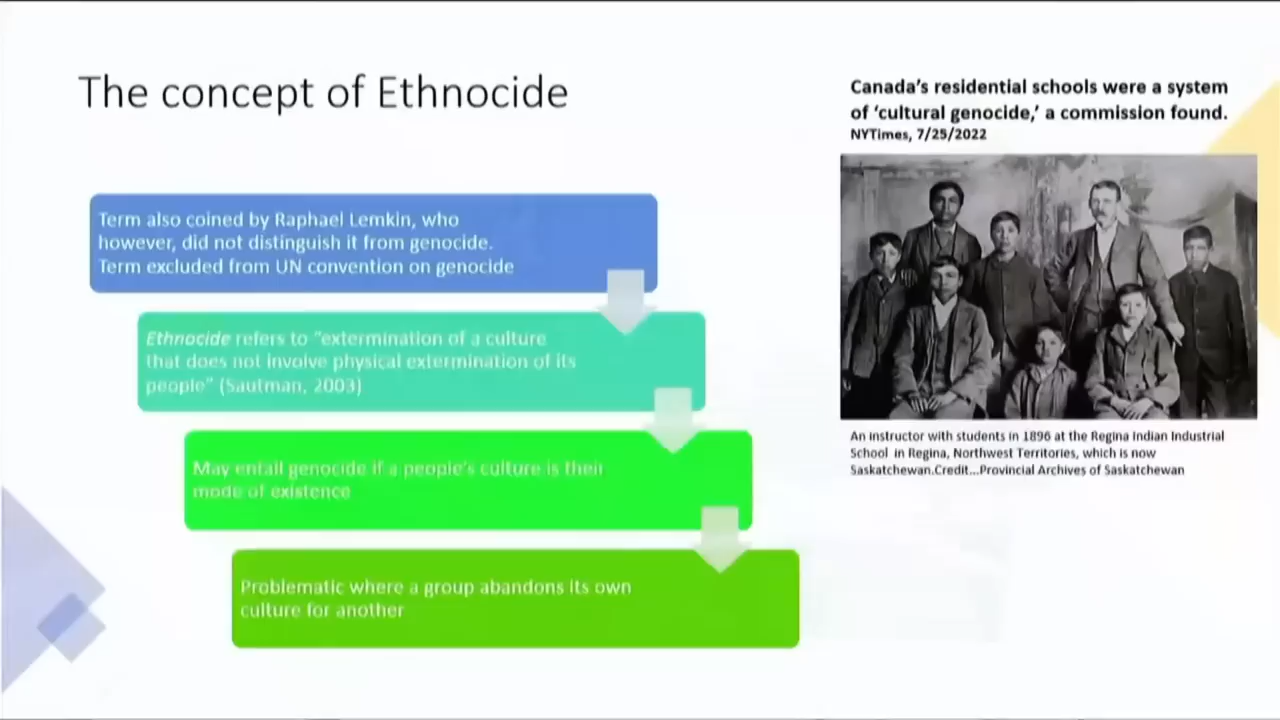 The concept of Ethnocide
Term also coined by Raphael Lemkin, who
however, did not distinguish it from genocide.
Term excluded from UN convention on genocide
Ethnocide refers to "extermination of a culture
that does not involve physical extermination of its
people" (Sautman, 2003)
May entail genocide if a people's culture is their
mode of existence
Problematic where a group abandons its own
culture for another
Canada's residential schools were a system
of 'cultural genocide,' a commission found.
NYTimes, 7/25/2022
An instructor with students in 1896 at the Regina Indian Industrial
School in Regina, Northwest Territories, which is now
Saskatchewan.Credit...Provincial Archives of Saskatchewan